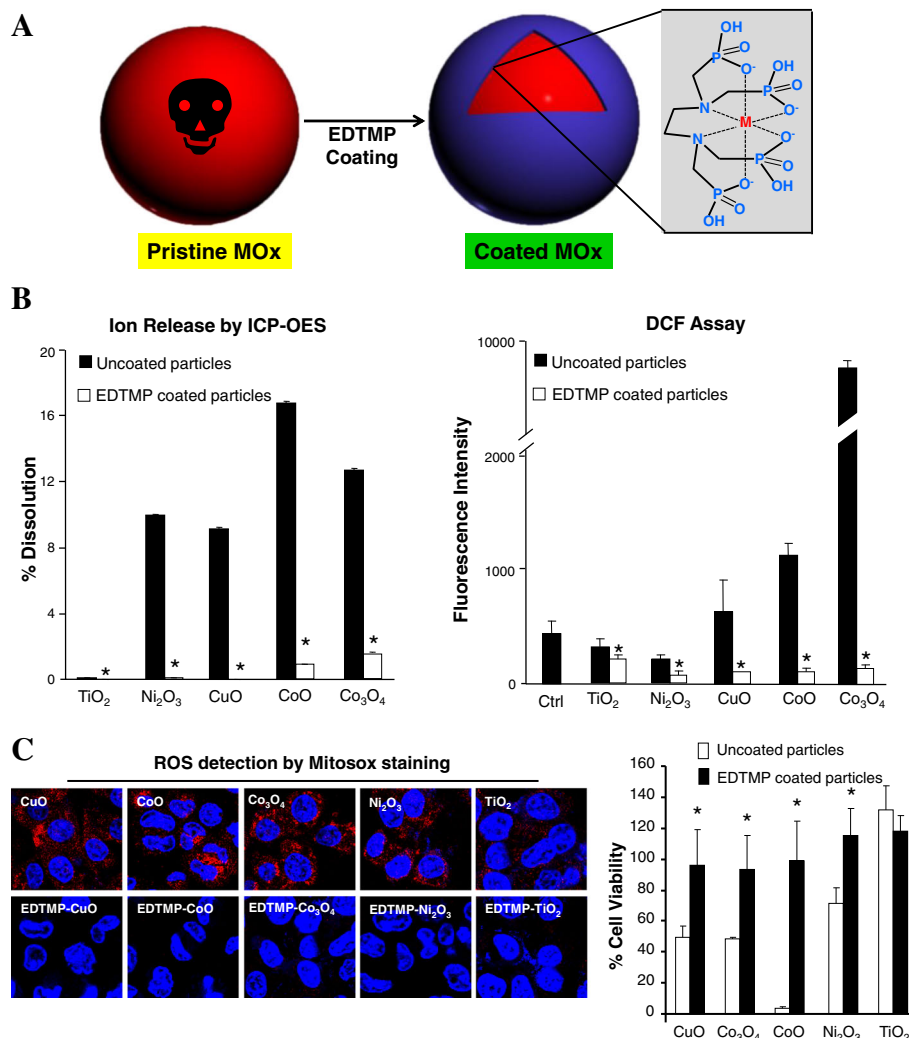 A
OH
P
O
O-
OH
P
O
O-
N
M
N
O-
P
O
OH
O-
P
O
OH
EDTMP
Coating
Pristine MOx
Coated MOx
B
Ion Release by ICP-OES
Uncoated particles
EDTMP coated particles
% Dissolution
20
16
12
8
4
0
* * * * *
TiO2 Ni2O3 CuO CoO Co3O4
DCF Assay
Uncoated particles
EDTMP coated particles
Fluorescence Intensity
10000
2000
1000
0
* * * * *
Ctrl TiO2 Ni2O3 CuO CoO Co3O4
C
ROS detection by Mitosox staining
CuO CoO Co3O4 Ni2O3 TiO2
EDTMP-CuO EDTMP-CoO EDTMP-Co3O4 EDTMP-Ni2O3 EDTMP-TiO2
Uncoated particles
EDTMP coated particles
% Cell Viability
160
140
120
100
80
60
40
20
0
* * * *
CuO Co3O4 CoO Ni2O3 TiO2